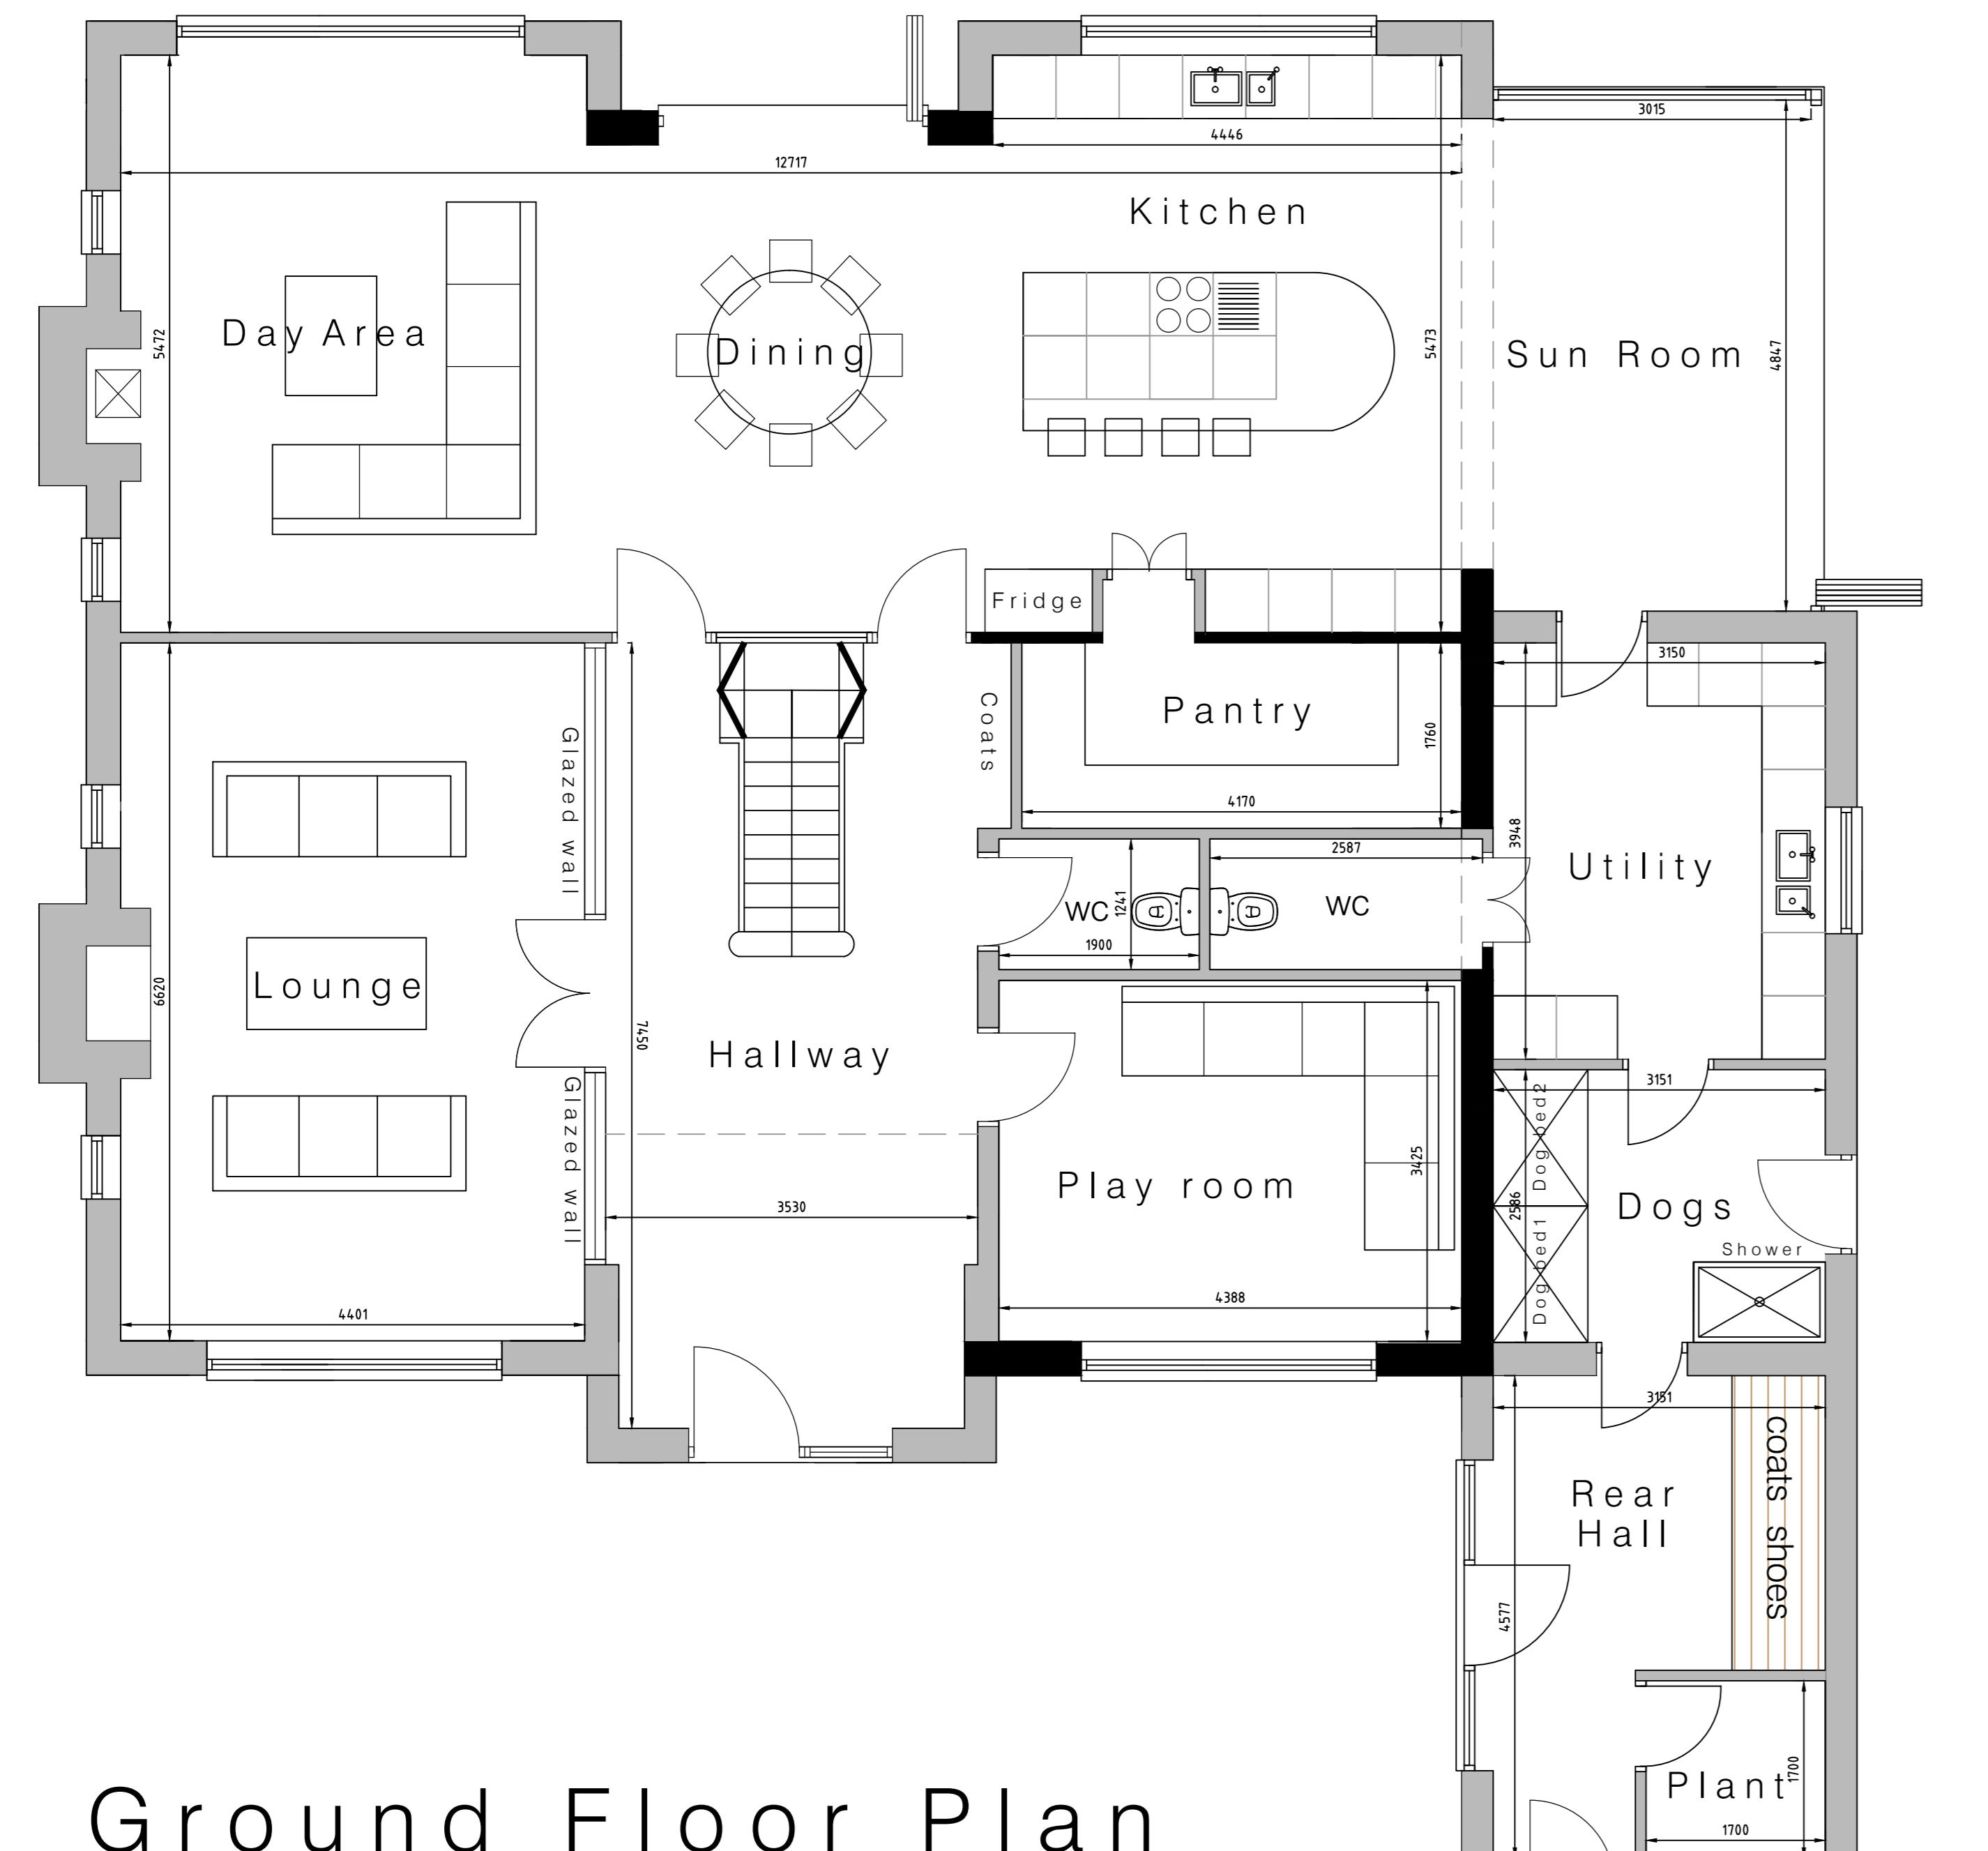 3015
4446
12717
Kitchen
Day Area
Dining
Sun Room
5472
5473
4847
Fridge
3150
Coats
Pantry
1760
Glazed wall
4170
3948
2587
Utility
WC
1241
WC
1900
Lounge
6620
7450
Hallway
3151
Glazed wall
Dog bed2
Play room
3425
2586
Dogs
Dog bed1
Shower
3530
4388
4401
3151
coats shoes
Rear
Hall
4577
Plant
1700
1700
Ground Floor Plan